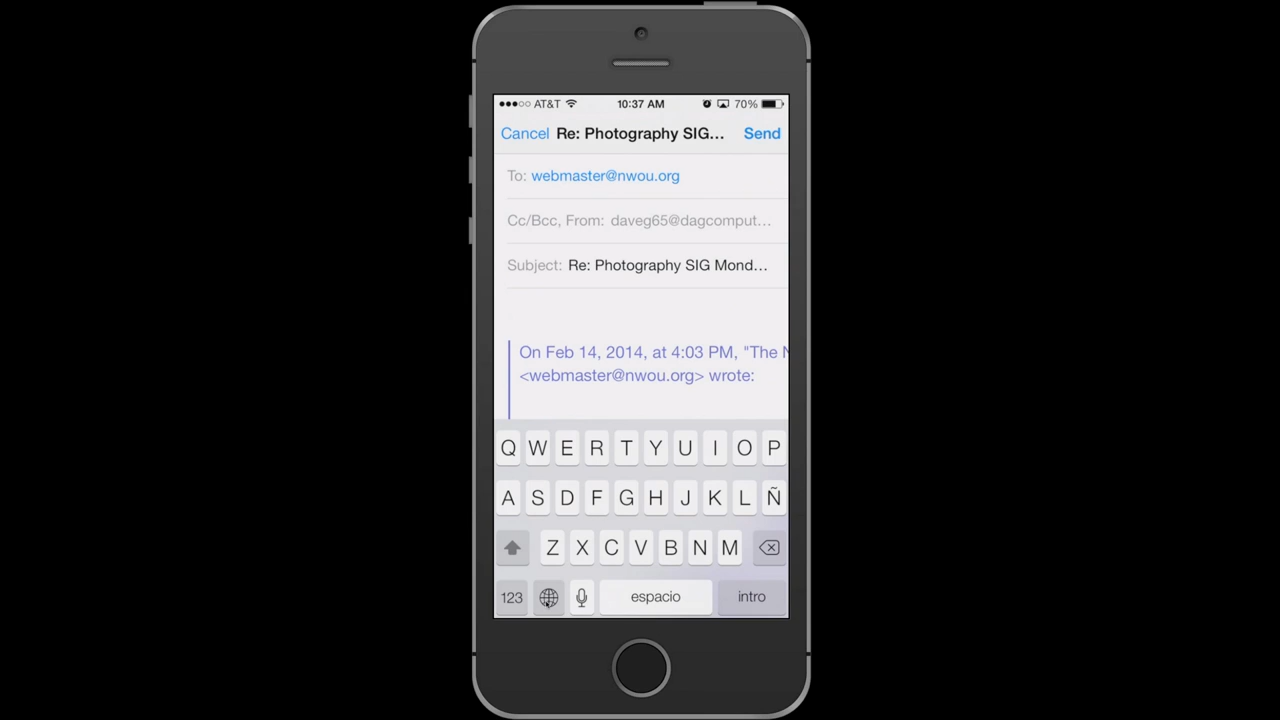 AT&T 10:37 AM 70%
Cancel Re: Photography SIG... Send
To: webmaster@nwou.org
Cc/Bcc, From: daveg65@dagcomput...
Subject: Re: Photography SIG Mond...
On Feb 14, 2014, at 4:03 PM, "The N
<webmaster@nwou.org> wrote:
Q W E R T Y U I O P
A S D F G H J K L Ñ
Z X C V B N M
123 espacio intro